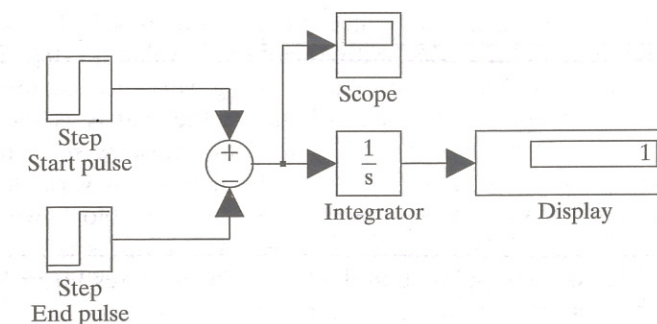 Scope
Step
Start pulse
+
−
1
s
1
Integrator
Display
Step
End pulse